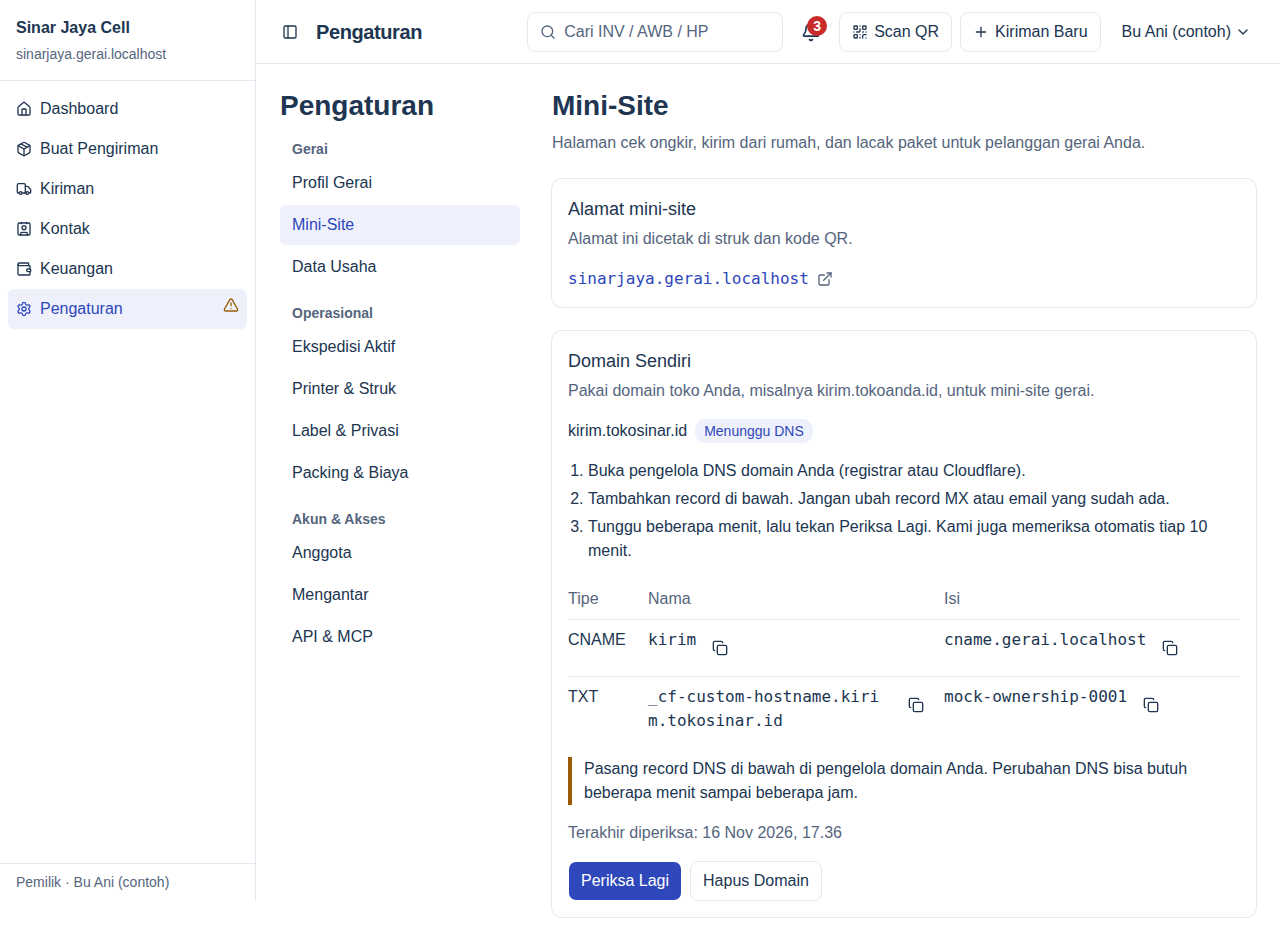 Sinar Jaya Cell
sinarjaya.gerai.localhost
Dashboard
Buat Pengiriman
Kiriman
Kontak
Keuangan
Pengaturan
Pemilik · Bu Ani (contoh)
Pengaturan
Cari INV / AWB / HP
3
Scan QR
Kiriman Baru
Bu Ani (contoh)
Pengaturan
Gerai
Profil Gerai
Mini-Site
Data Usaha
Operasional
Ekspedisi Aktif
Printer & Struk
Label & Privasi
Packing & Biaya
Akun & Akses
Anggota
Mengantar
API & MCP
Mini-Site
Halaman cek ongkir, kirim dari rumah, dan lacak paket untuk pelanggan gerai Anda.
Alamat mini-site
Alamat ini dicetak di struk dan kode QR.
sinarjaya.gerai.localhost
Domain Sendiri
Pakai domain toko Anda, misalnya kirim.tokoanda.id, untuk mini-site gerai.
kirim.tokosinar.id Menunggu DNS
1. Buka pengelola DNS domain Anda (registrar atau Cloudflare).
2. Tambahkan record di bawah. Jangan ubah record MX atau email yang sudah ada.
3. Tunggu beberapa menit, lalu tekan Periksa Lagi. Kami juga memeriksa otomatis tiap 10
menit.
Tipe Nama Isi
CNAME kirim cname.gerai.localhost
TXT _cf-custom-hostname.kiri mock-ownership-0001
m.tokosinar.id
Pasang record DNS di bawah di pengelola domain Anda. Perubahan DNS bisa butuh
beberapa menit sampai beberapa jam.
Terakhir diperiksa: 16 Nov 2026, 17.36
Periksa Lagi
Hapus Domain